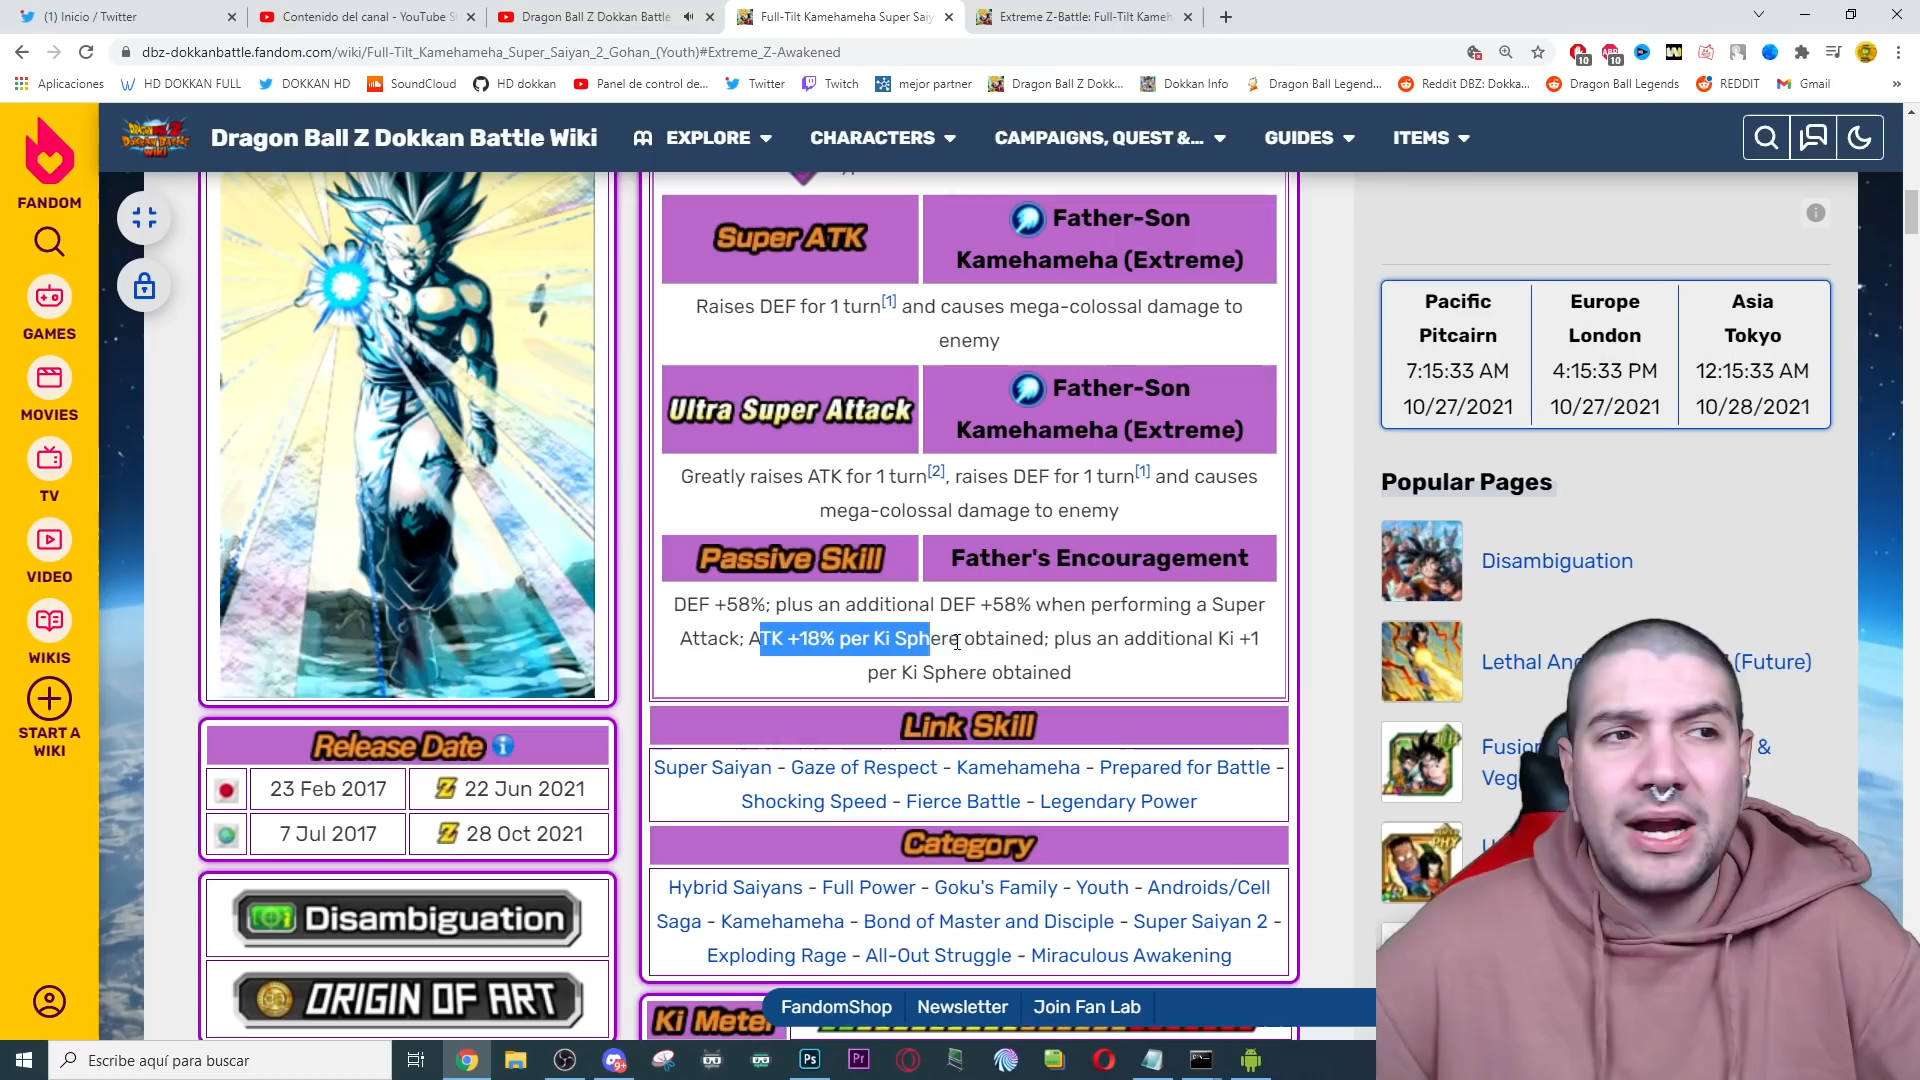 (1) Inicio / Twitter
Contenido del canal - YouTube S
Dragon Ball Z Dokkan Battle
Full-Tilt Kamehameha Super Saiy
Extreme Z-Battle: Full-Tilt Kameh
dbz-dokkanbattle.fandom.com/wiki/Full-Tilt_Kamehameha_Super_Saiyan_2_Gohan_(Youth)#Extreme_Z-Awakened
10
10
Aplicaciones
HD DOKKAN FULL
DOKKAN HD
SoundCloud
HD dokkan
Panel de control de...
Twitter
Twitch
mejor partner
Dragon Ball Z Dokk...
Dokkan Info
Dragon Ball Legend...
Reddit DBZ: Dokka...
Dragon Ball Legends
REDDIT
Gmail
»
Dragon Ball Z Dokkan Battle Wiki
EXPLORE
CHARACTERS
CAMPAIGNS, QUEST &...
GUIDES
ITEMS
FANDOM
GAMES
MOVIES
TV
VIDEO
WIKIS
START A
WIKI
Super ATK
Father-Son
Kamehameha (Extreme)
Raises DEF for 1 turn[1] and causes mega-colossal damage to
enemy
Ultra Super Attack
Father-Son
Kamehameha (Extreme)
Greatly raises ATK for 1 turn[2], raises DEF for 1 turn[1] and causes
mega-colossal damage to enemy
Passive Skill
Father's Encouragement
DEF +58%; plus an additional DEF +58% when performing a Super
Attack; ATK +18% per Ki Sphere obtained; plus an additional Ki +1
per Ki Sphere obtained
Link Skill
Super Saiyan - Gaze of Respect - Kamehameha - Prepared for Battle -
Shocking Speed - Fierce Battle - Legendary Power
Category
Hybrid Saiyans - Full Power - Goku's Family - Youth - Androids/Cell
Saga - Kamehameha - Bond of Master and Disciple - Super Saiyan 2 -
Exploding Rage - All-Out Struggle - Miraculous Awakening
Ki Meter
Release Date
23 Feb 2017
Z 22 Jun 2021
7 Jul 2017
Z 28 Oct 2021
Disambiguation
ORIGIN OF ART
FandomShop
Newsletter
Join Fan Lab
Pacific
Pitcairn
7:15:33 AM
10/27/2021
Europe
London
4:15:33 PM
10/27/2021
Asia
Tokyo
12:15:33 AM
10/28/2021
Popular Pages
Disambiguation
Lethal And
(Future)
Fusion
&
Veg
Escribe aquí para buscar
9+
Ps
Pr